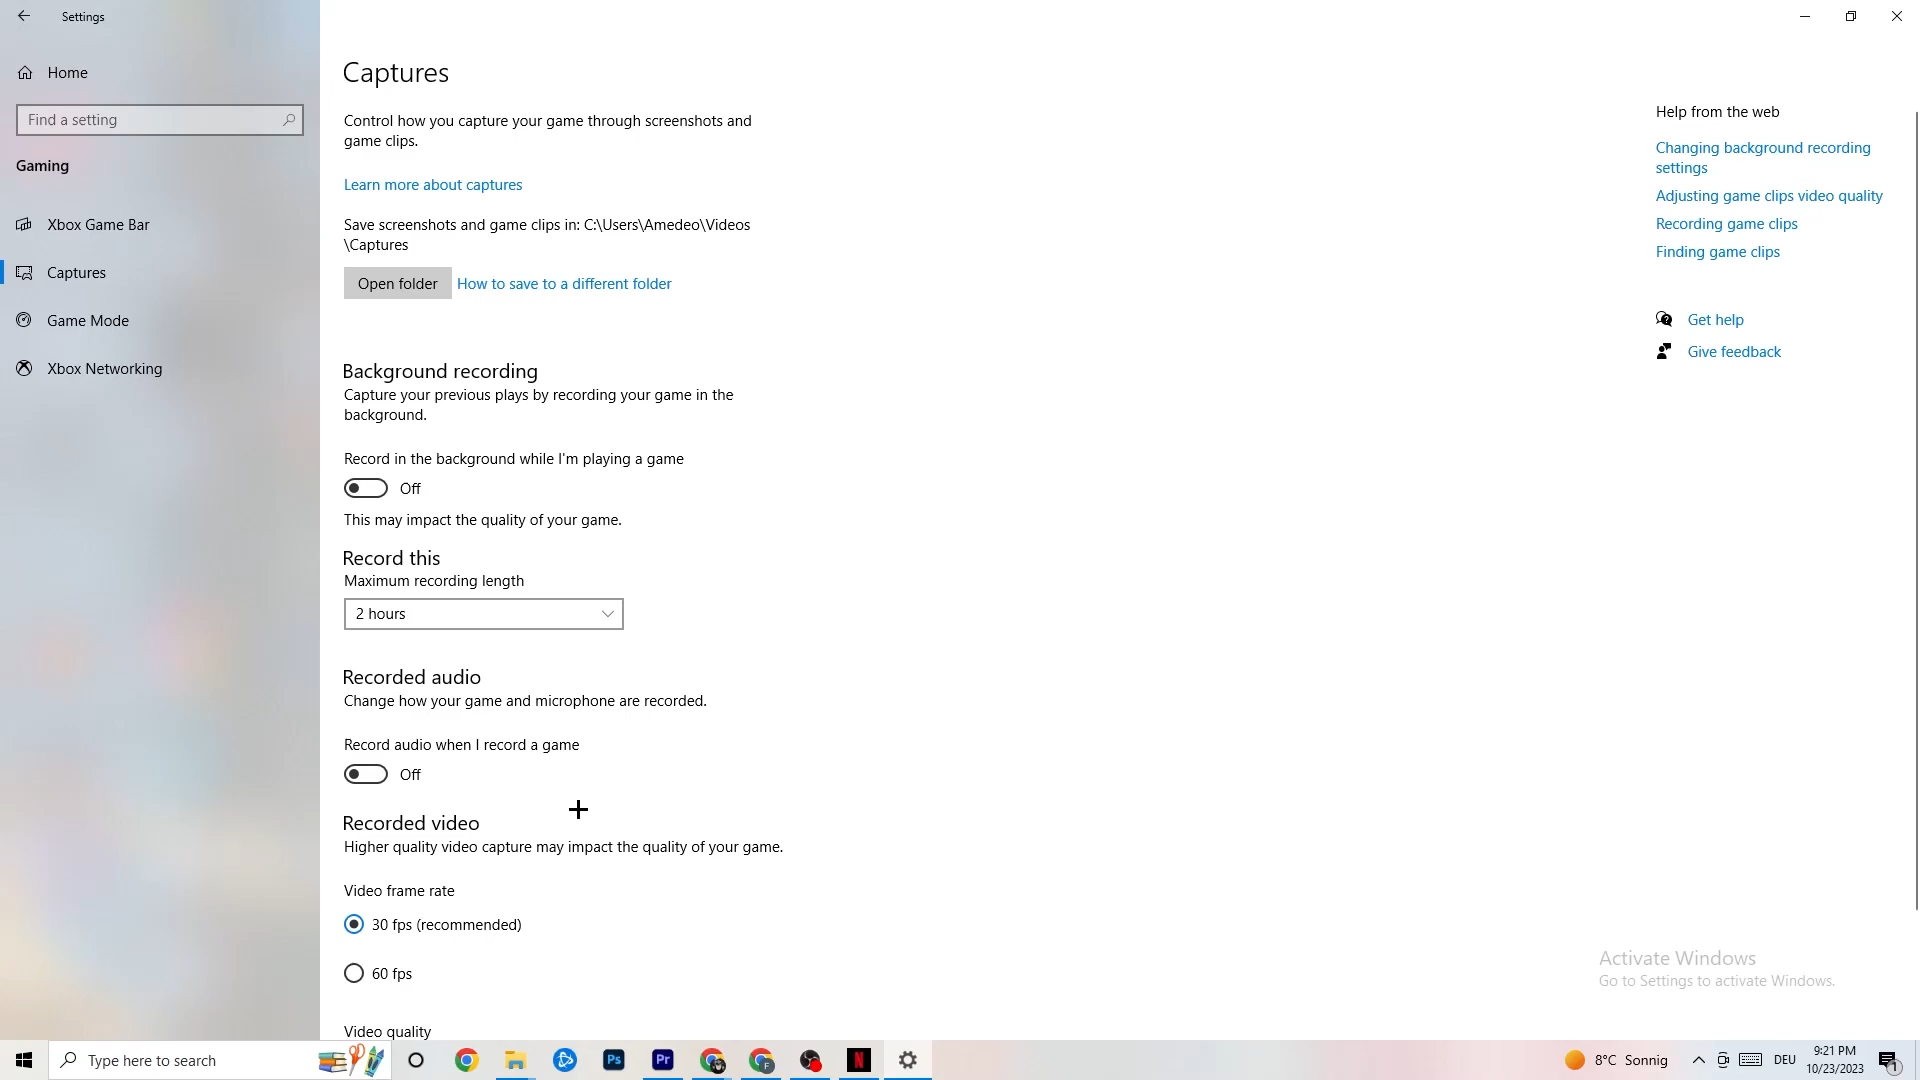 Settings
Home
Find a setting
Gaming
Xbox Game Bar
Captures
Game Mode
Xbox Networking
Captures
Control how you capture your game through screenshots and
game clips.
Learn more about captures
Save screenshots and game clips in: C:\Users\Amedeo\Videos
\Captures
Open folder
How to save to a different folder
Background recording
Capture your previous plays by recording your game in the
background.
Record in the background while I'm playing a game
Off
This may impact the quality of your game.
Record this
Maximum recording length
2 hours
Recorded audio
Change how your game and microphone are recorded.
Record audio when I record a game
Off
Recorded video
Higher quality video capture may impact the quality of your game.
Video frame rate
30 fps (recommended)
60 fps
Video quality
Help from the web
Changing background recording
settings
Adjusting game clips video quality
Recording game clips
Finding game clips
Get help
Give feedback
Activate Windows
Go to Settings to activate Windows.
Type here to search
Ps
Pr
F
N
8°C Sonnig
DEU
9:21 PM
10/23/2023
1